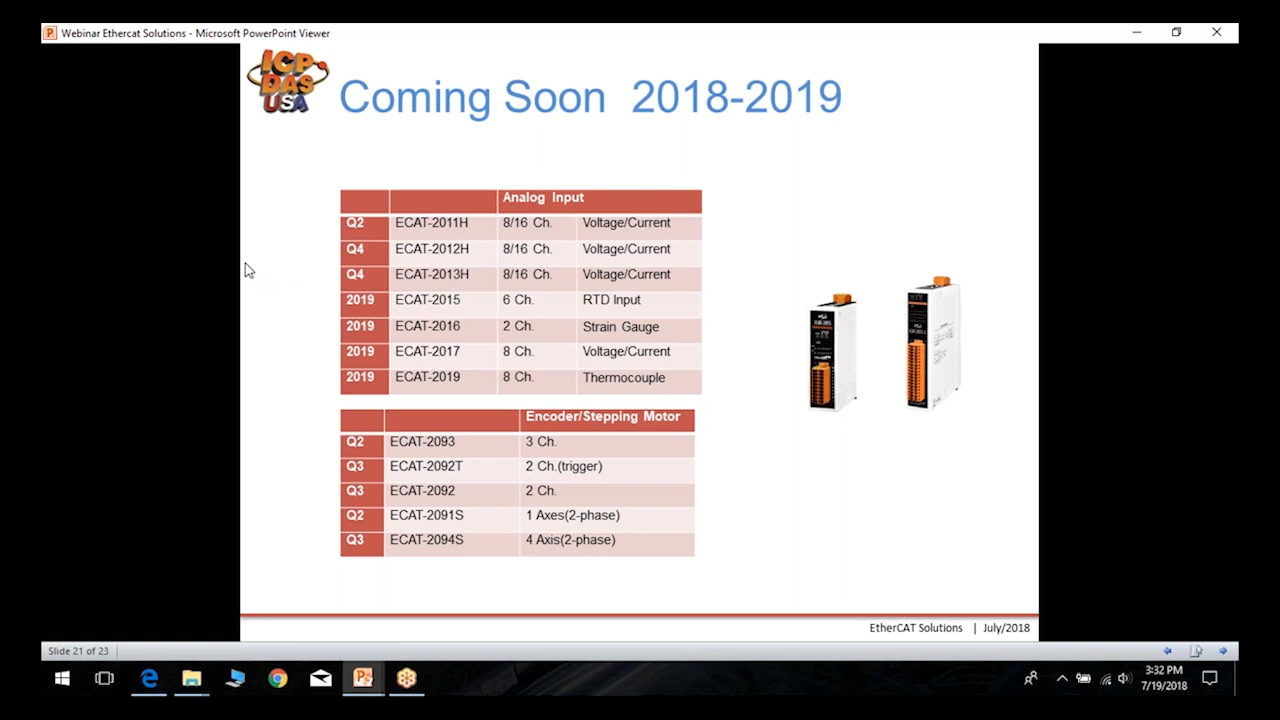 Webinar Ethercat Solutions - Microsoft PowerPoint Viewer
ICP
DAS
USA
Coming Soon 2018-2019
Analog Input
Q2 ECAT-2011H 8/16 Ch. Voltage/Current
Q4 ECAT-2012H 8/16 Ch. Voltage/Current
Q4 ECAT-2013H 8/16 Ch. Voltage/Current
2019 ECAT-2015 6 Ch. RTD Input
2019 ECAT-2016 2 Ch. Strain Gauge
2019 ECAT-2017 8 Ch. Voltage/Current
2019 ECAT-2019 8 Ch. Thermocouple
Encoder/Stepping Motor
Q2 ECAT-2093 3 Ch.
Q3 ECAT-2092T 2 Ch.(trigger)
Q3 ECAT-2092 2 Ch.
Q2 ECAT-2091S 1 Axes(2-phase)
Q3 ECAT-2094S 4 Axis(2-phase)
EtherCAT Solutions | July/2018
Slide 21 of 23
3:32 PM
7/19/2018